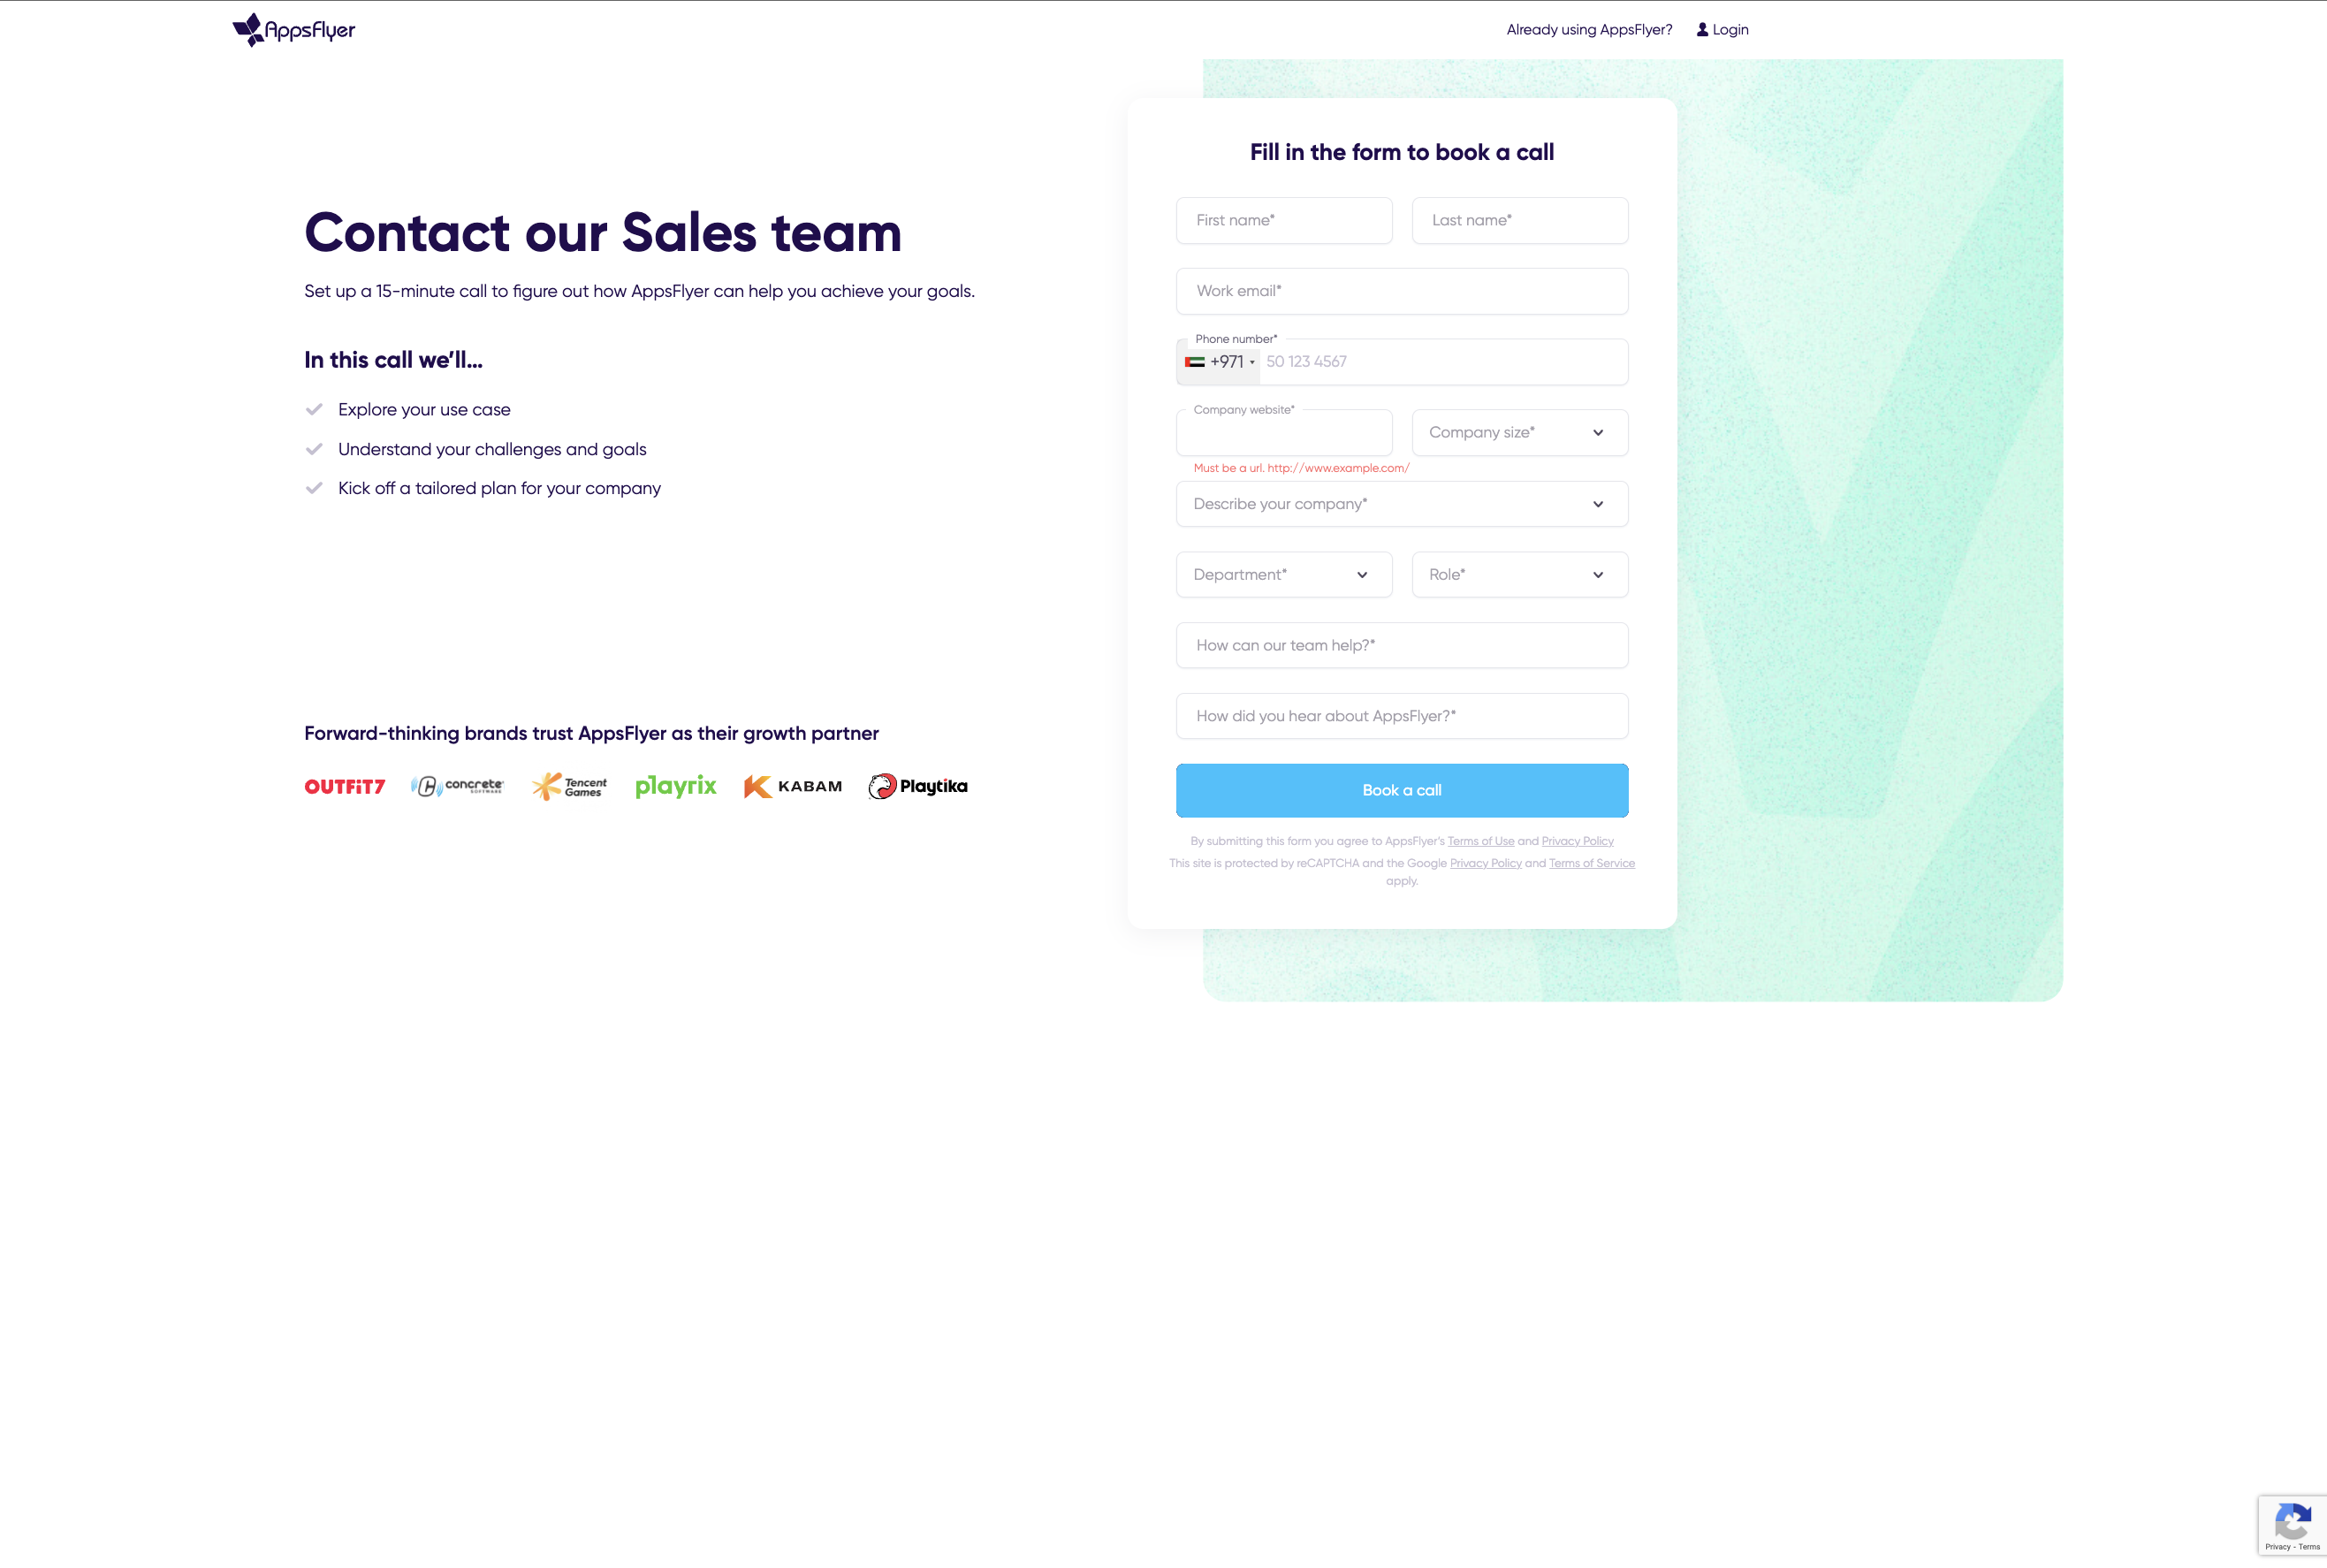 AppsFlyer
Already using AppsFlyer?
Login
Contact our Sales team
Set up a 15-minute call to figure out how AppsFlyer can help you achieve your goals.
In this call we'll...
Explore your use case
Understand your challenges and goals
Kick off a tailored plan for your company
Forward-thinking brands trust AppsFlyer as their growth partner
OUTFiT7
concrete
SOFTWARE
Tencent
Games
playrix
KABAM
Playtika
Fill in the form to book a call
First name*
Last name*
Work email*
Phone number*
+971
50 123 4567
Company website*
Company size*
Must be a url. http://www.example.com/
Describe your company*
Department*
Role*
How can our team help?*
How did you hear about AppsFlyer?*
Book a call
By submitting this form you agree to AppsFlyer's Terms of Use and Privacy Policy
This site is protected by reCAPTCHA and the Google Privacy Policy and Terms of Service
apply.
Privacy - Terms